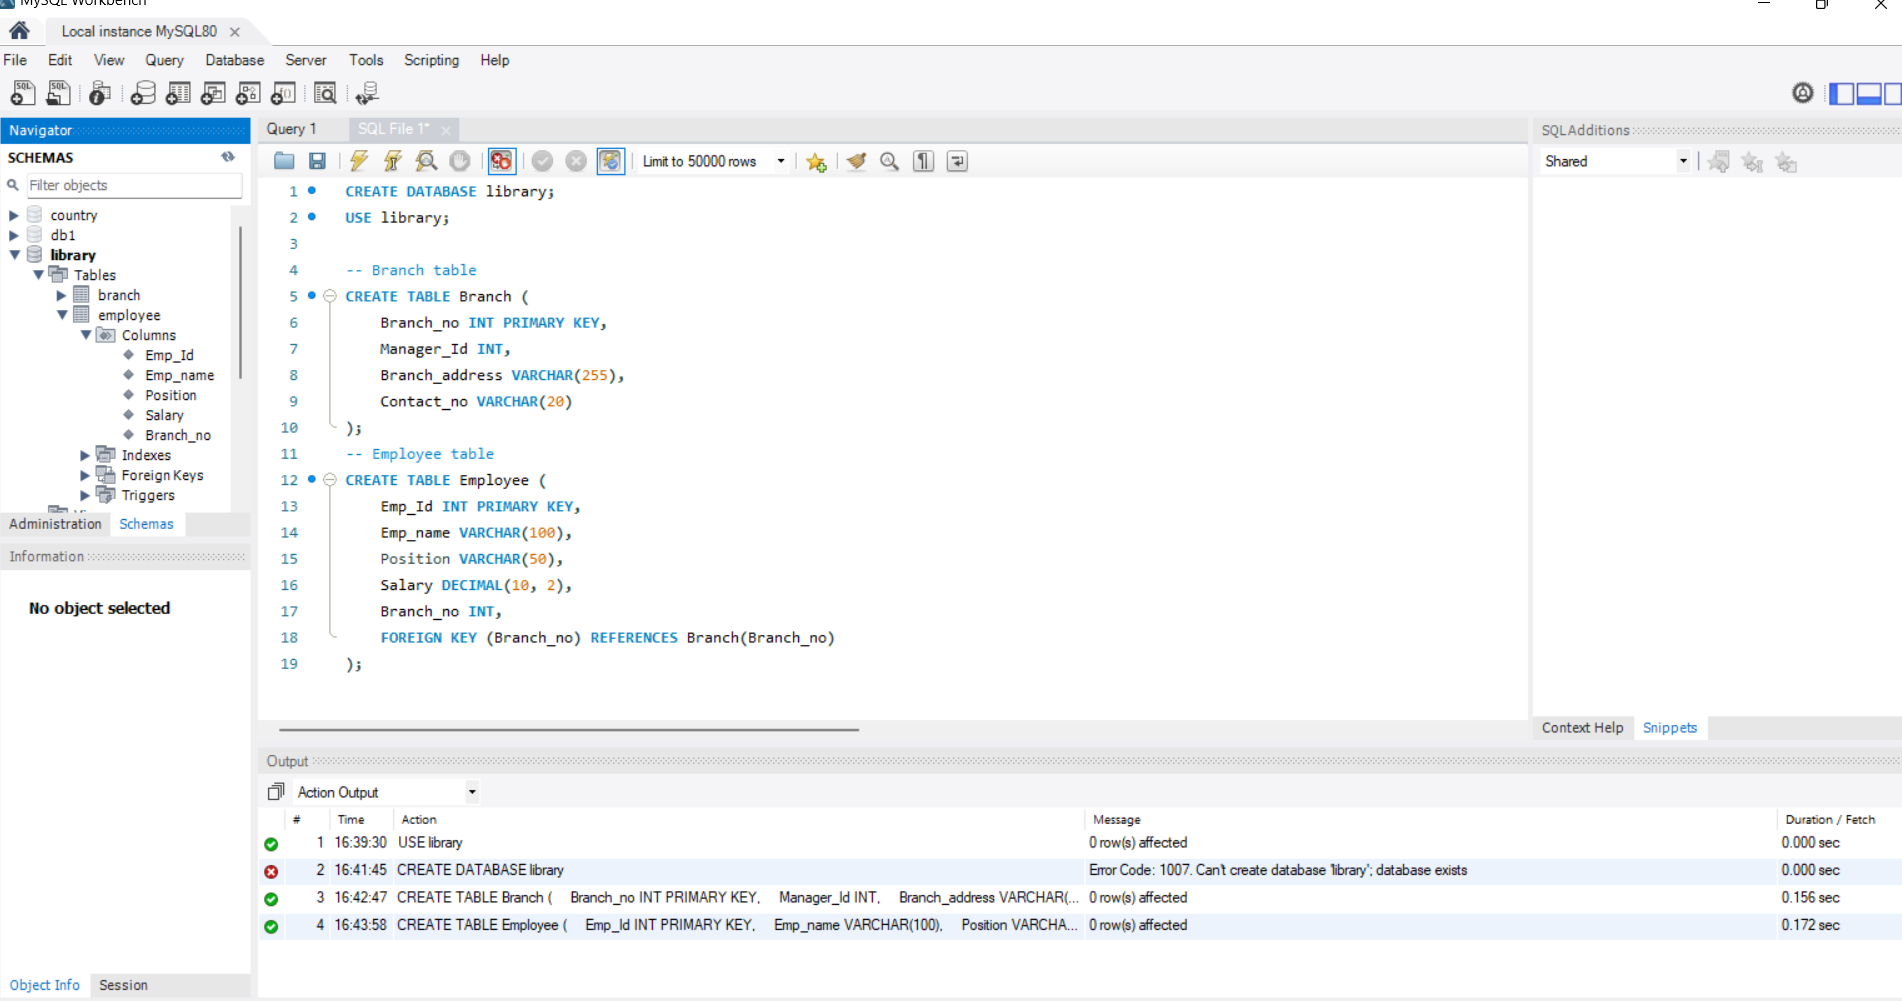 MySQL Workbench
Local instance MySQL80
File Edit View Query Database Server Tools Scripting Help
Navigator
SCHEMAS
Filter objects
country
db1
library
Tables
branch
employee
Columns
Emp_Id
Emp_name
Position
Salary
Branch_no
Indexes
Foreign Keys
Triggers
Administration Schemas
Information
No object selected
Object Info Session
Query 1 SQL File 1*
Limit to 50000 rows
1 CREATE DATABASE library;
2 USE library;
3
4 -- Branch table
5 CREATE TABLE Branch (
6 Branch_no INT PRIMARY KEY,
7 Manager_Id INT,
8 Branch_address VARCHAR(255),
9 Contact_no VARCHAR(20)
10 );
11 -- Employee table
12 CREATE TABLE Employee (
13 Emp_Id INT PRIMARY KEY,
14 Emp_name VARCHAR(100),
15 Position VARCHAR(50),
16 Salary DECIMAL(10, 2),
17 Branch_no INT,
18 FOREIGN KEY (Branch_no) REFERENCES Branch(Branch_no)
19 );
SQLAdditions
Shared
Context Help Snippets
Output
Action Output
# Time Action Message Duration / Fetch
1 16:39:30 USE library 0 row(s) affected 0.000 sec
2 16:41:45 CREATE DATABASE library Error Code: 1007. Can't create database 'library'; database exists 0.000 sec
3 16:42:47 CREATE TABLE Branch ( Branch_no INT PRIMARY KEY, Manager_Id INT, Branch_address VARCHAR(... 0 row(s) affected 0.156 sec
4 16:43:58 CREATE TABLE Employee ( Emp_Id INT PRIMARY KEY, Emp_name VARCHAR(100), Position VARCHA... 0 row(s) affected 0.172 sec